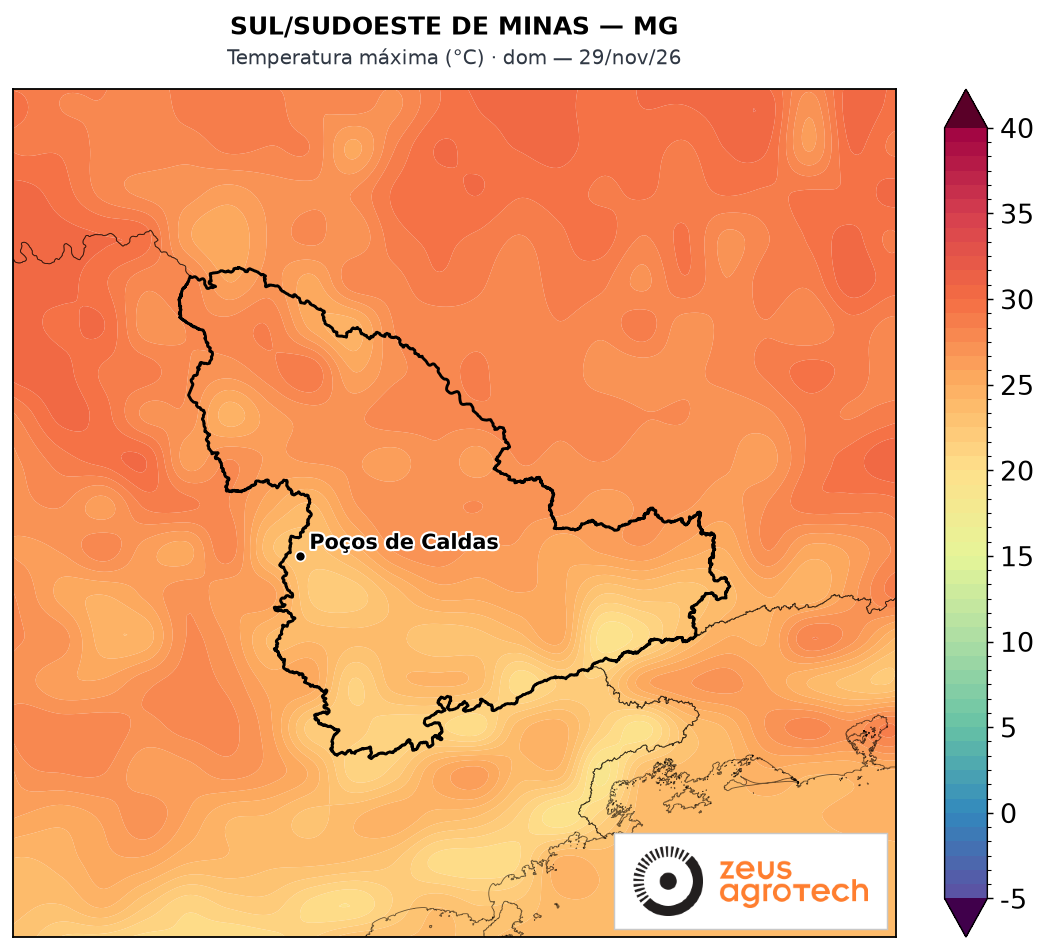 SUL/SUDOESTE DE MINAS — MG
Temperatura máxima (°C) · dom — 29/nov/26
40
35
30
25
20
15
10
5
0
-5
Poços de Caldas
zeus
agrotech